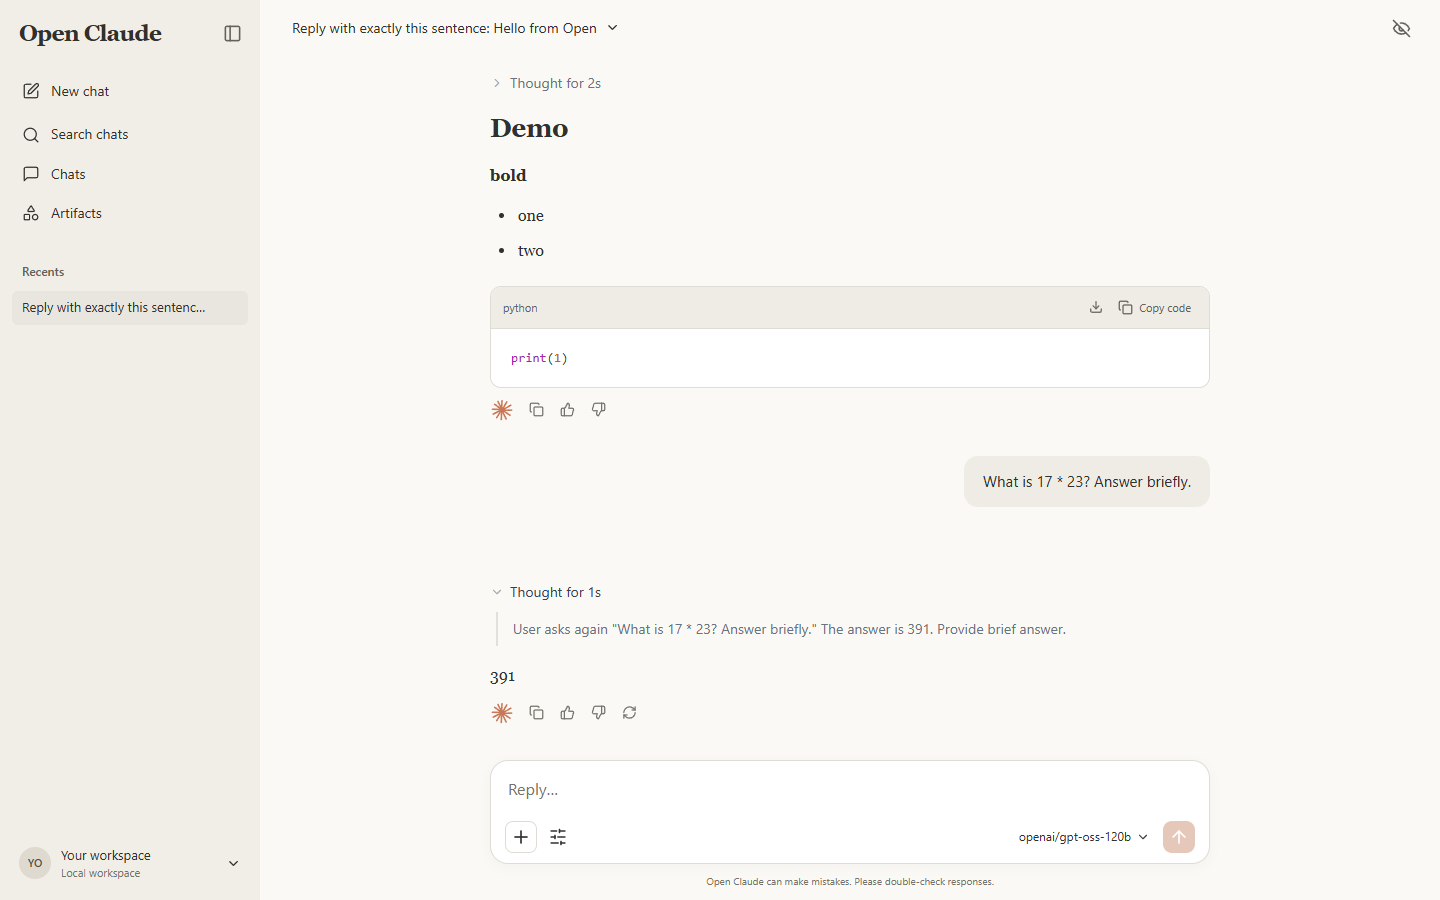 Open Claude
New chat
Search chats
Chats
Artifacts
Recents
Reply with exactly this sentenc...
Your workspace
Local workspace
YO
Reply with exactly this sentence: Hello from Open
Thought for 2s
Demo
bold
one
two
python
Copy code
print(1)
What is 17 * 23? Answer briefly.
Thought for 1s
User asks again "What is 17 * 23? Answer briefly." The answer is 391. Provide brief answer.
391
Reply...
openai/gpt-oss-120b
Open Claude can make mistakes. Please double-check responses.